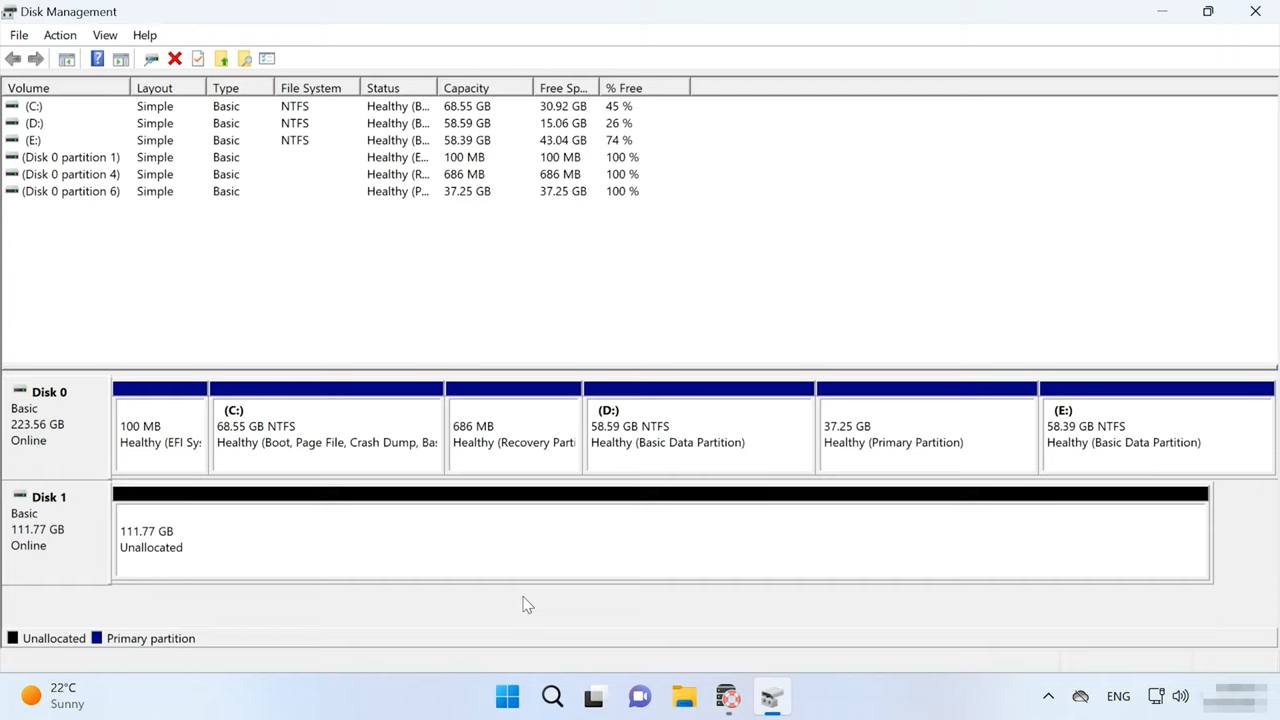 Disk Management
File Action View Help
Volume Layout Type File System Status Capacity Free Sp... % Free
(C:) Simple Basic NTFS Healthy (B... 68.55 GB 30.92 GB 45 %
(D:) Simple Basic NTFS Healthy (B... 58.59 GB 15.06 GB 26 %
(E:) Simple Basic NTFS Healthy (B... 58.39 GB 43.04 GB 74 %
(Disk 0 partition 1) Simple Basic Healthy (E... 100 MB 100 MB 100 %
(Disk 0 partition 4) Simple Basic Healthy (R... 686 MB 686 MB 100 %
(Disk 0 partition 6) Simple Basic Healthy (P... 37.25 GB 37.25 GB 100 %
Disk 0
Basic
223.56 GB
Online
100 MB
Healthy (EFI Sy:
(C:)
68.55 GB NTFS
Healthy (Boot, Page File, Crash Dump, Ba:
686 MB
Healthy (Recovery Parti
(D:)
58.59 GB NTFS
Healthy (Basic Data Partition)
37.25 GB
Healthy (Primary Partition)
(E:)
58.39 GB NTFS
Healthy (Basic Data Partition)
Disk 1
Basic
111.77 GB
Online
111.77 GB
Unallocated
Unallocated Primary partition
22°C
Sunny
ENG